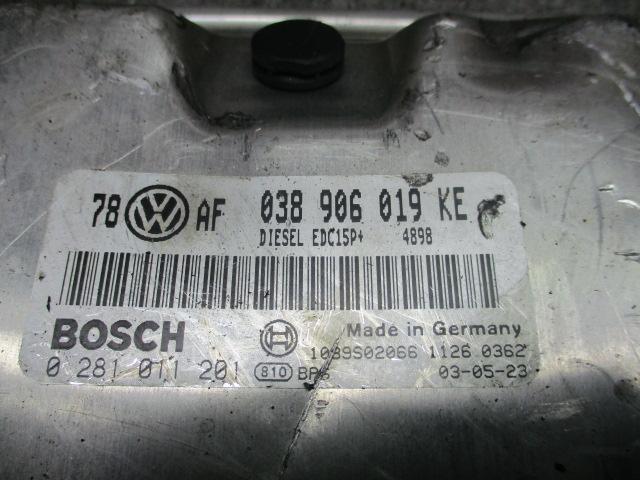 78 VW AF 038 906 019 KE
DIESEL EDC15P+ 4898
BOSCH Made in Germany
1039S02066 1126 0362
0 281 011 201 810 03-05-23